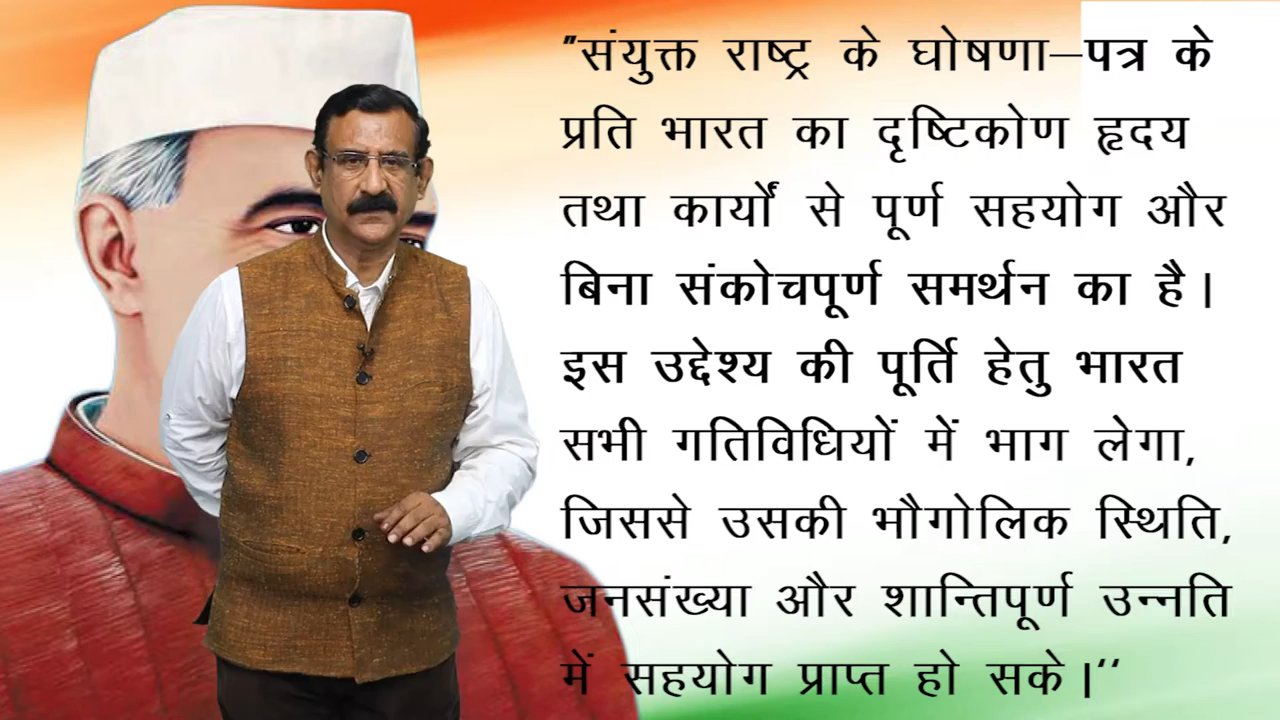 "संयुक्त राष्ट्र के घोषणा–पत्र के
प्रति भारत का दृष्टिकोण हृदय
तथा कार्यों से पूर्ण सहयोग और
बिना संकोचपूर्ण समर्थन का है।
इस उद्देश्य की पूर्ति हेतु भारत
सभी गतिविधियों में भाग लेगा,
जिससे उसकी भौगोलिक स्थिति,
जनसंख्या और शान्तिपूर्ण उन्नति
में सहयोग प्राप्त हो सके।‘‘